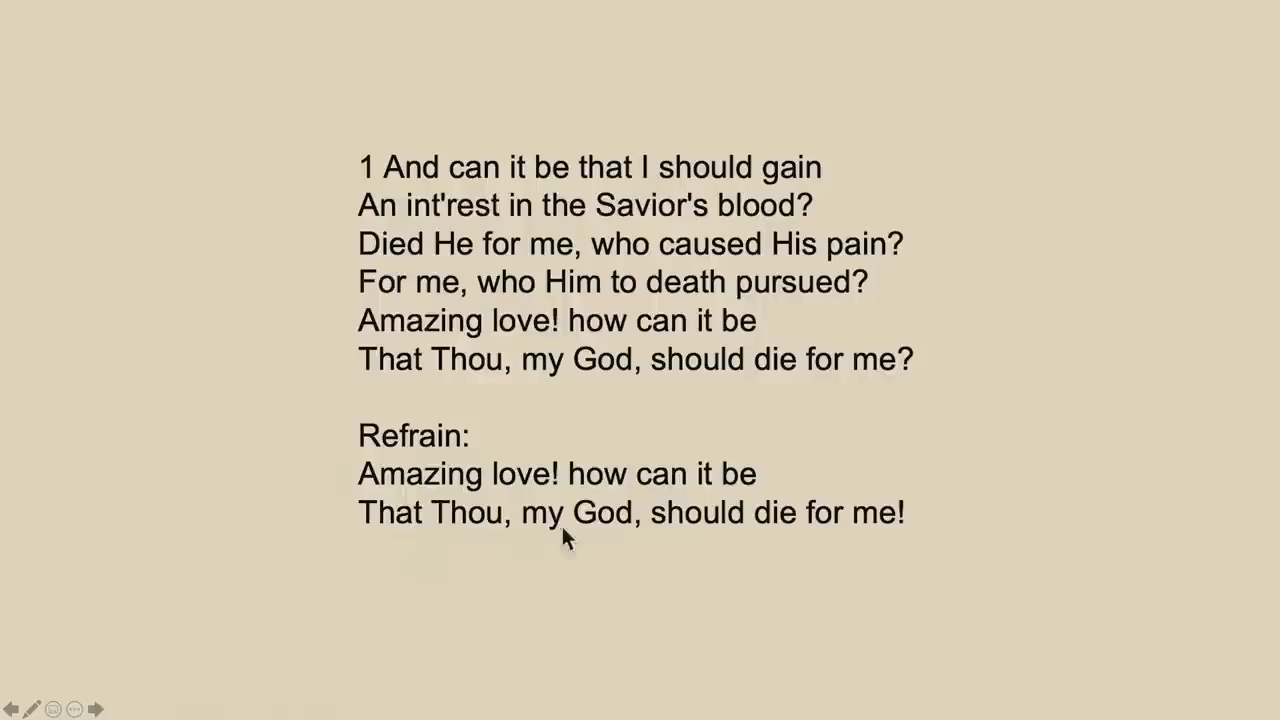 1 And can it be that I should gain
An int'rest in the Savior's blood?
Died He for me, who caused His pain?
For me, who Him to death pursued?
Amazing love! how can it be
That Thou, my God, should die for me?
Refrain:
Amazing love! how can it be
That Thou, my God, should die for me!